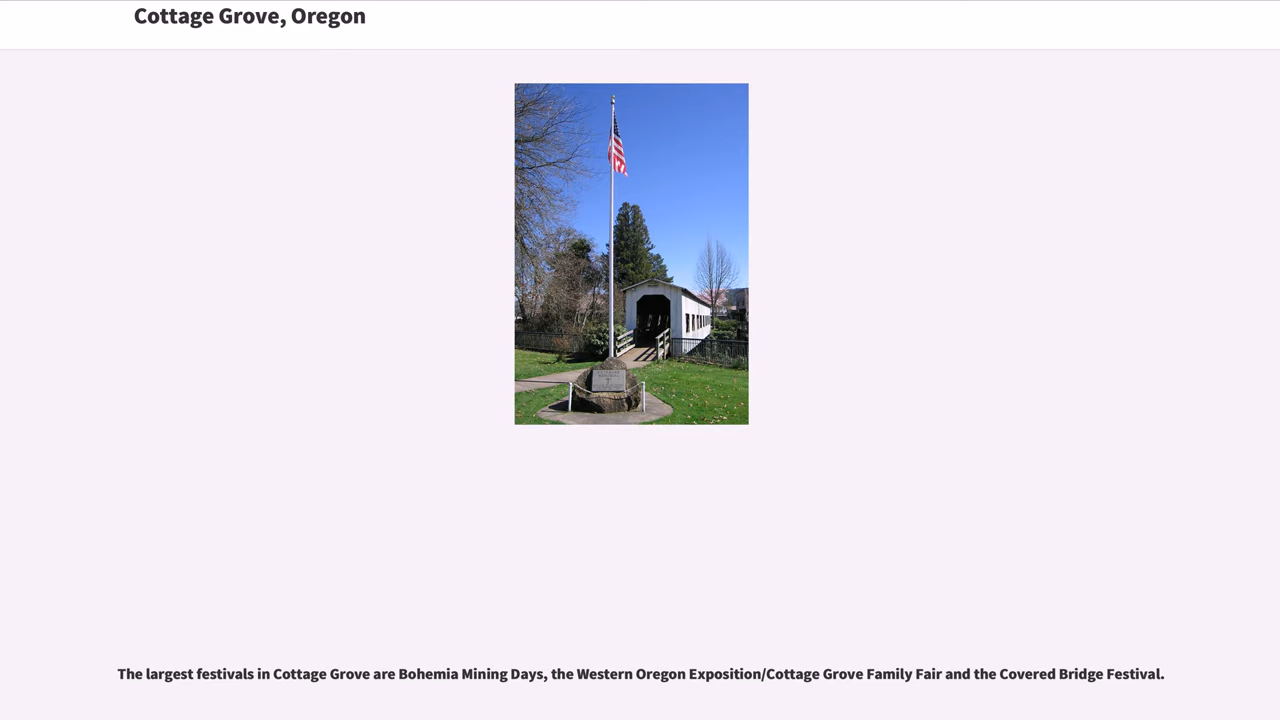 Cottage Grove, Oregon
The largest festivals in Cottage Grove are Bohemia Mining Days, the Western Oregon Exposition/Cottage Grove Family Fair and the Covered Bridge Festival.